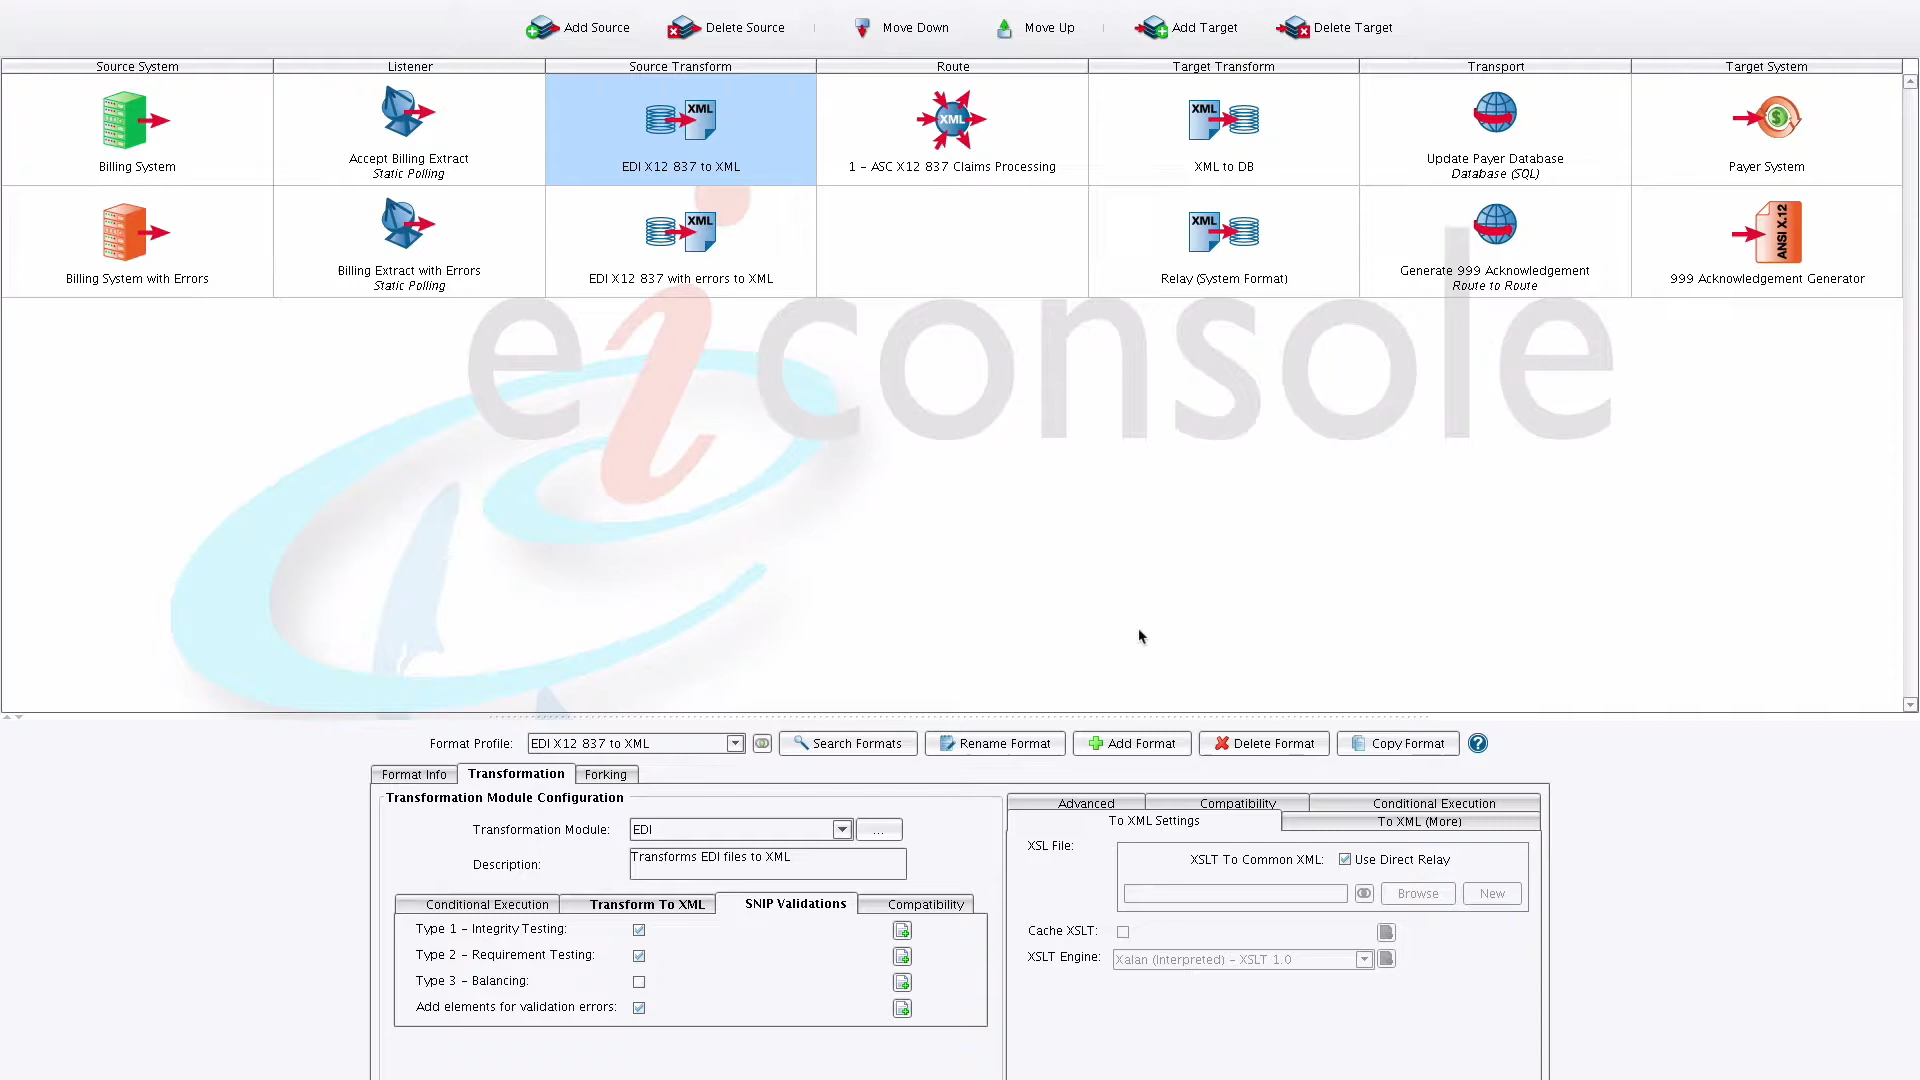 Add Source
Delete Source
Move Down
Move Up
Add Target
Delete Target
Source System
Listener
Source Transform
Route
Target Transform
Transport
Target System
XML
XML
XML
Billing System
Accept Billing Extract
Static Polling
EDI X12 837 to XML
1 - ASC X12 837 Claims Processing
XML to DB
Update Payer Database
Database (SQL)
Payer System
XML
XML
ANSI X.12
Billing System with Errors
Billing Extract with Errors
Static Polling
EDI X12 837 with errors to XML
Relay (System Format)
Generate 999 Acknowledgement
Route to Route
999 Acknowledgement Generator
eiconsole
Format Profile:
EDI X12 837 to XML
Search Formats
Rename Format
Add Format
Delete Format
Copy Format
Format Info
Transformation
Forking
Transformation Module Configuration
Transformation Module:
EDI
...
Description:
Transforms EDI files to XML
Conditional Execution
Transform To XML
SNIP Validations
Compatibility
Type 1 - Integrity Testing:
Type 2 - Requirement Testing:
Type 3 - Balancing:
Add elements for validation errors:
Advanced
Compatibility
Conditional Execution
To XML Settings
To XML (More)
XSL File:
XSLT To Common XML:
Use Direct Relay
Browse
New
Cache XSLT:
XSLT Engine:
Xalan (Interpreted) - XSLT 1.0